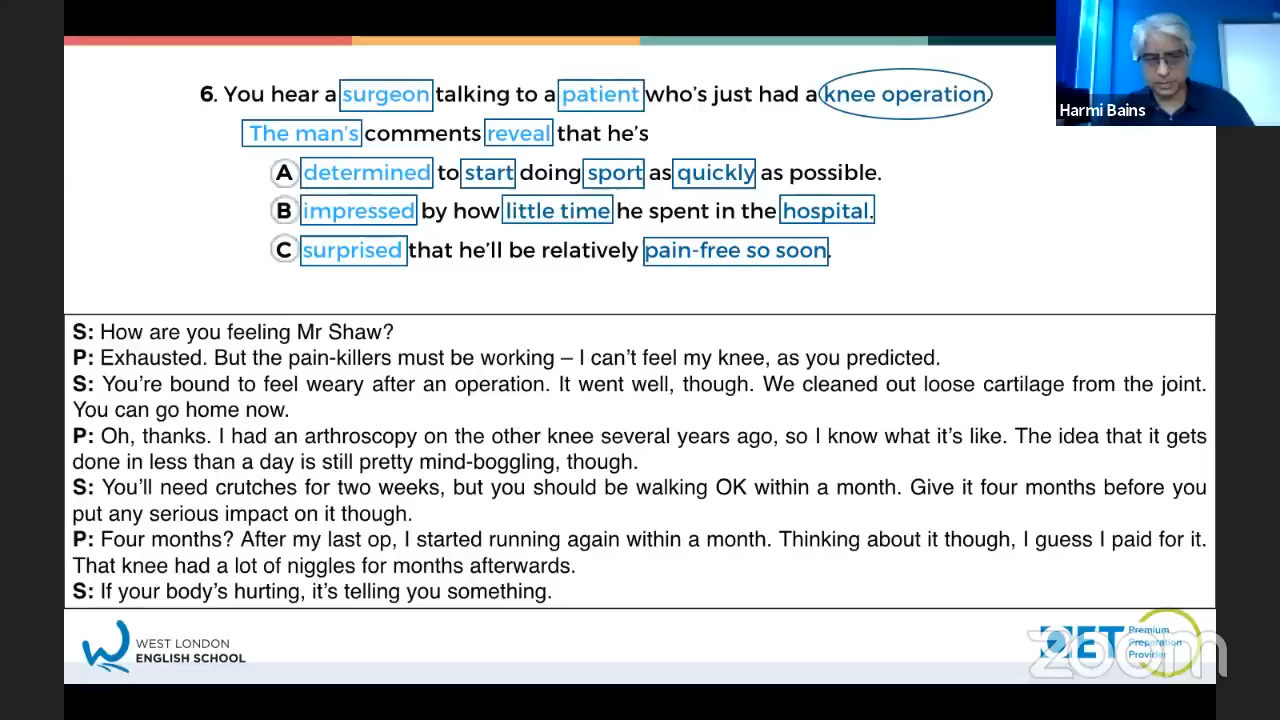 6. You hear a surgeon talking to a patient who's just had a knee operation.
The man's comments reveal that he's
A determined to start doing sport as quickly as possible.
B impressed by how little time he spent in the hospital.
C surprised that he'll be relatively pain-free so soon.
Harmi Bains
S: How are you feeling Mr Shaw?
P: Exhausted. But the pain-killers must be working – I can't feel my knee, as you predicted.
S: You're bound to feel weary after an operation. It went well, though. We cleaned out loose cartilage from the joint.
You can go home now.
P: Oh, thanks. I had an arthroscopy on the other knee several years ago, so I know what it's like. The idea that it gets
done in less than a day is still pretty mind-boggling, though.
S: You'll need crutches for two weeks, but you should be walking OK within a month. Give it four months before you
put any serious impact on it though.
P: Four months? After my last op, I started running again within a month. Thinking about it though, I guess I paid for it.
That knee had a lot of niggles for months afterwards.
S: If your body's hurting, it's telling you something.
WEST LONDON
ENGLISH SCHOOL
OET
Premium
Preparation
Provider
zoom